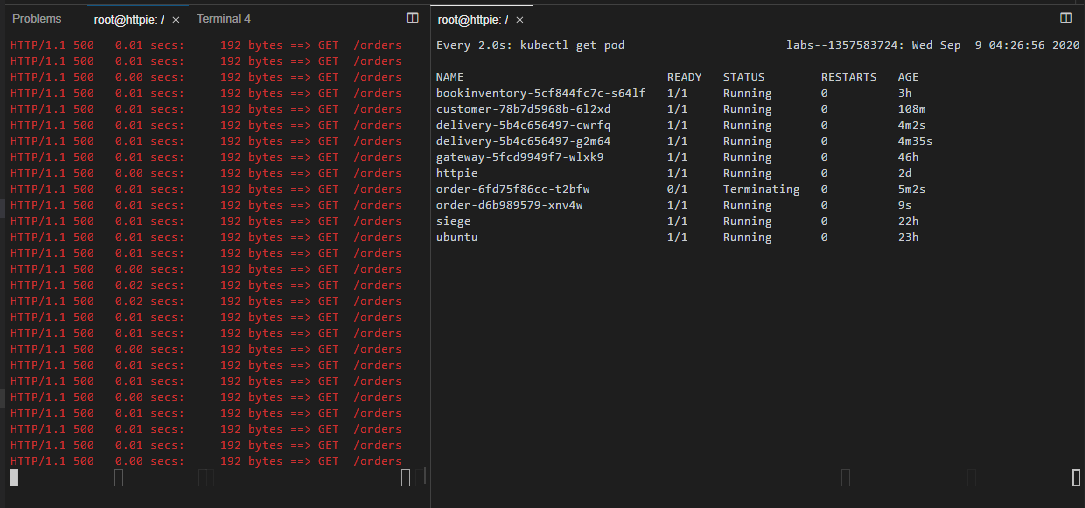 Problems root@httpie: / × Terminal 4
HTTP/1.1 500 0.01 secs: 192 bytes ==> GET /orders
HTTP/1.1 500 0.01 secs: 192 bytes ==> GET /orders
HTTP/1.1 500 0.00 secs: 192 bytes ==> GET /orders
HTTP/1.1 500 0.01 secs: 192 bytes ==> GET /orders
HTTP/1.1 500 0.01 secs: 192 bytes ==> GET /orders
HTTP/1.1 500 0.01 secs: 192 bytes ==> GET /orders
HTTP/1.1 500 0.01 secs: 192 bytes ==> GET /orders
HTTP/1.1 500 0.01 secs: 192 bytes ==> GET /orders
HTTP/1.1 500 0.00 secs: 192 bytes ==> GET /orders
HTTP/1.1 500 0.01 secs: 192 bytes ==> GET /orders
HTTP/1.1 500 0.00 secs: 192 bytes ==> GET /orders
HTTP/1.1 500 0.01 secs: 192 bytes ==> GET /orders
HTTP/1.1 500 0.01 secs: 192 bytes ==> GET /orders
HTTP/1.1 500 0.01 secs: 192 bytes ==> GET /orders
HTTP/1.1 500 0.00 secs: 192 bytes ==> GET /orders
HTTP/1.1 500 0.02 secs: 192 bytes ==> GET /orders
HTTP/1.1 500 0.02 secs: 192 bytes ==> GET /orders
HTTP/1.1 500 0.01 secs: 192 bytes ==> GET /orders
HTTP/1.1 500 0.01 secs: 192 bytes ==> GET /orders
HTTP/1.1 500 0.00 secs: 192 bytes ==> GET /orders
HTTP/1.1 500 0.01 secs: 192 bytes ==> GET /orders
HTTP/1.1 500 0.01 secs: 192 bytes ==> GET /orders
HTTP/1.1 500 0.00 secs: 192 bytes ==> GET /orders
HTTP/1.1 500 0.01 secs: 192 bytes ==> GET /orders
HTTP/1.1 500 0.01 secs: 192 bytes ==> GET /orders
HTTP/1.1 500 0.01 secs: 192 bytes ==> GET /orders
HTTP/1.1 500 0.00 secs: 192 bytes ==> GET /orders
root@httpie: / ×
Every 2.0s: kubectl get pod labs--1357583724: Wed Sep 9 04:26:56 2020
NAME READY STATUS RESTARTS AGE
bookinventory-5cf844fc7c-s64lf 1/1 Running 0 3h
customer-78b7d5968b-6l2xd 1/1 Running 0 108m
delivery-5b4c656497-cwrfq 1/1 Running 0 4m2s
delivery-5b4c656497-g2m64 1/1 Running 0 4m35s
gateway-5fcd9949f7-wlxk9 1/1 Running 0 46h
httpie 1/1 Running 0 2d
order-6fd75f86cc-t2bfw 0/1 Terminating 0 5m2s
order-d6b989579-xnv4w 1/1 Running 0 9s
siege 1/1 Running 0 22h
ubuntu 1/1 Running 0 23h